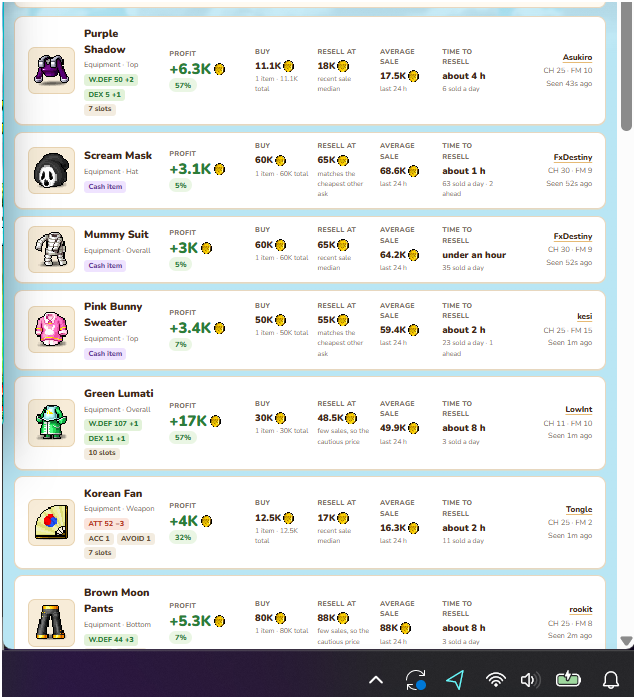 Purple
Shadow
Equipment · Top
W.DEF 50 +2
DEX 5 +1
7 slots
PROFIT
+6.3K
57%
BUY
11.1K
1 item · 11.1K
total
RESELL AT
18K
recent sale
median
AVERAGE
SALE
17.5K
last 24 h
TIME TO
RESELL
about 4 h
6 sold a day
Asukiro
CH 25 · FM 10
Seen 43s ago
Scream Mask
Equipment · Hat
Cash item
PROFIT
+3.1K
5%
BUY
60K
1 item · 60K total
RESELL AT
65K
matches the
cheapest other
ask
AVERAGE
SALE
68.6K
last 24 h
TIME TO
RESELL
about 1 h
63 sold a day · 2
ahead
FxDestiny
CH 30 · FM 9
Seen 52s ago
Mummy Suit
Equipment · Overall
Cash item
PROFIT
+3K
5%
BUY
60K
1 item · 60K total
RESELL AT
65K
recent sale
median
AVERAGE
SALE
64.2K
last 24 h
TIME TO
RESELL
under an hour
35 sold a day
FxDestiny
CH 30 · FM 9
Seen 52s ago
Pink Bunny
Sweater
Equipment · Top
Cash item
PROFIT
+3.4K
7%
BUY
50K
1 item · 50K total
RESELL AT
55K
matches the
cheapest other
ask
AVERAGE
SALE
59.4K
last 24 h
TIME TO
RESELL
about 2 h
23 sold a day · 1
ahead
kesi
CH 25 · FM 15
Seen 1m ago
Green Lumati
Equipment · Overall
W.DEF 107 +1
DEX 11 +1
10 slots
PROFIT
+17K
57%
BUY
30K
1 item · 30K total
RESELL AT
48.5K
few sales, so the
cautious price
AVERAGE
SALE
49.9K
last 24 h
TIME TO
RESELL
about 8 h
3 sold a day
LowInt
CH 11 · FM 10
Seen 1m ago
Korean Fan
Equipment · Weapon
ATT 52 −3
ACC 1 AVOID 1
7 slots
PROFIT
+4K
32%
BUY
12.5K
1 item · 12.5K
total
RESELL AT
17K
recent sale
median
AVERAGE
SALE
16.3K
last 24 h
TIME TO
RESELL
about 2 h
11 sold a day
Tongle
CH 25 · FM 2
Seen 1m ago
Brown Moon
Pants
Equipment · Bottom
W.DEF 44 +3
PROFIT
+5.3K
7%
BUY
80K
1 item · 80K total
RESELL AT
88K
few sales, so the
cautious price
AVERAGE
SALE
88K
last 24 h
TIME TO
RESELL
about 8 h
3 sold a day
rookit
CH 25 · FM 8
Seen 2m ago